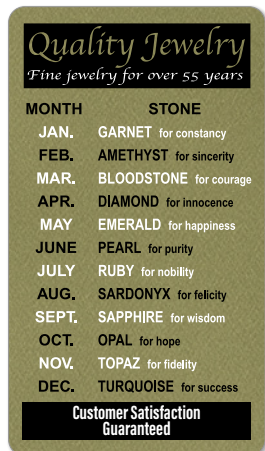 Quality Jewelry
Fine jewelry for over 55 years
MONTH STONE
JAN. GARNET for constancy
FEB. AMETHYST for sincerity
MAR. BLOODSTONE for courage
APR. DIAMOND for innocence
MAY EMERALD for happiness
JUNE PEARL for purity
JULY RUBY for nobility
AUG. SARDONYX for felicity
SEPT. SAPPHIRE for wisdom
OCT. OPAL for hope
NOV. TOPAZ for fidelity
DEC. TURQUOISE for success
Customer Satisfaction
Guaranteed